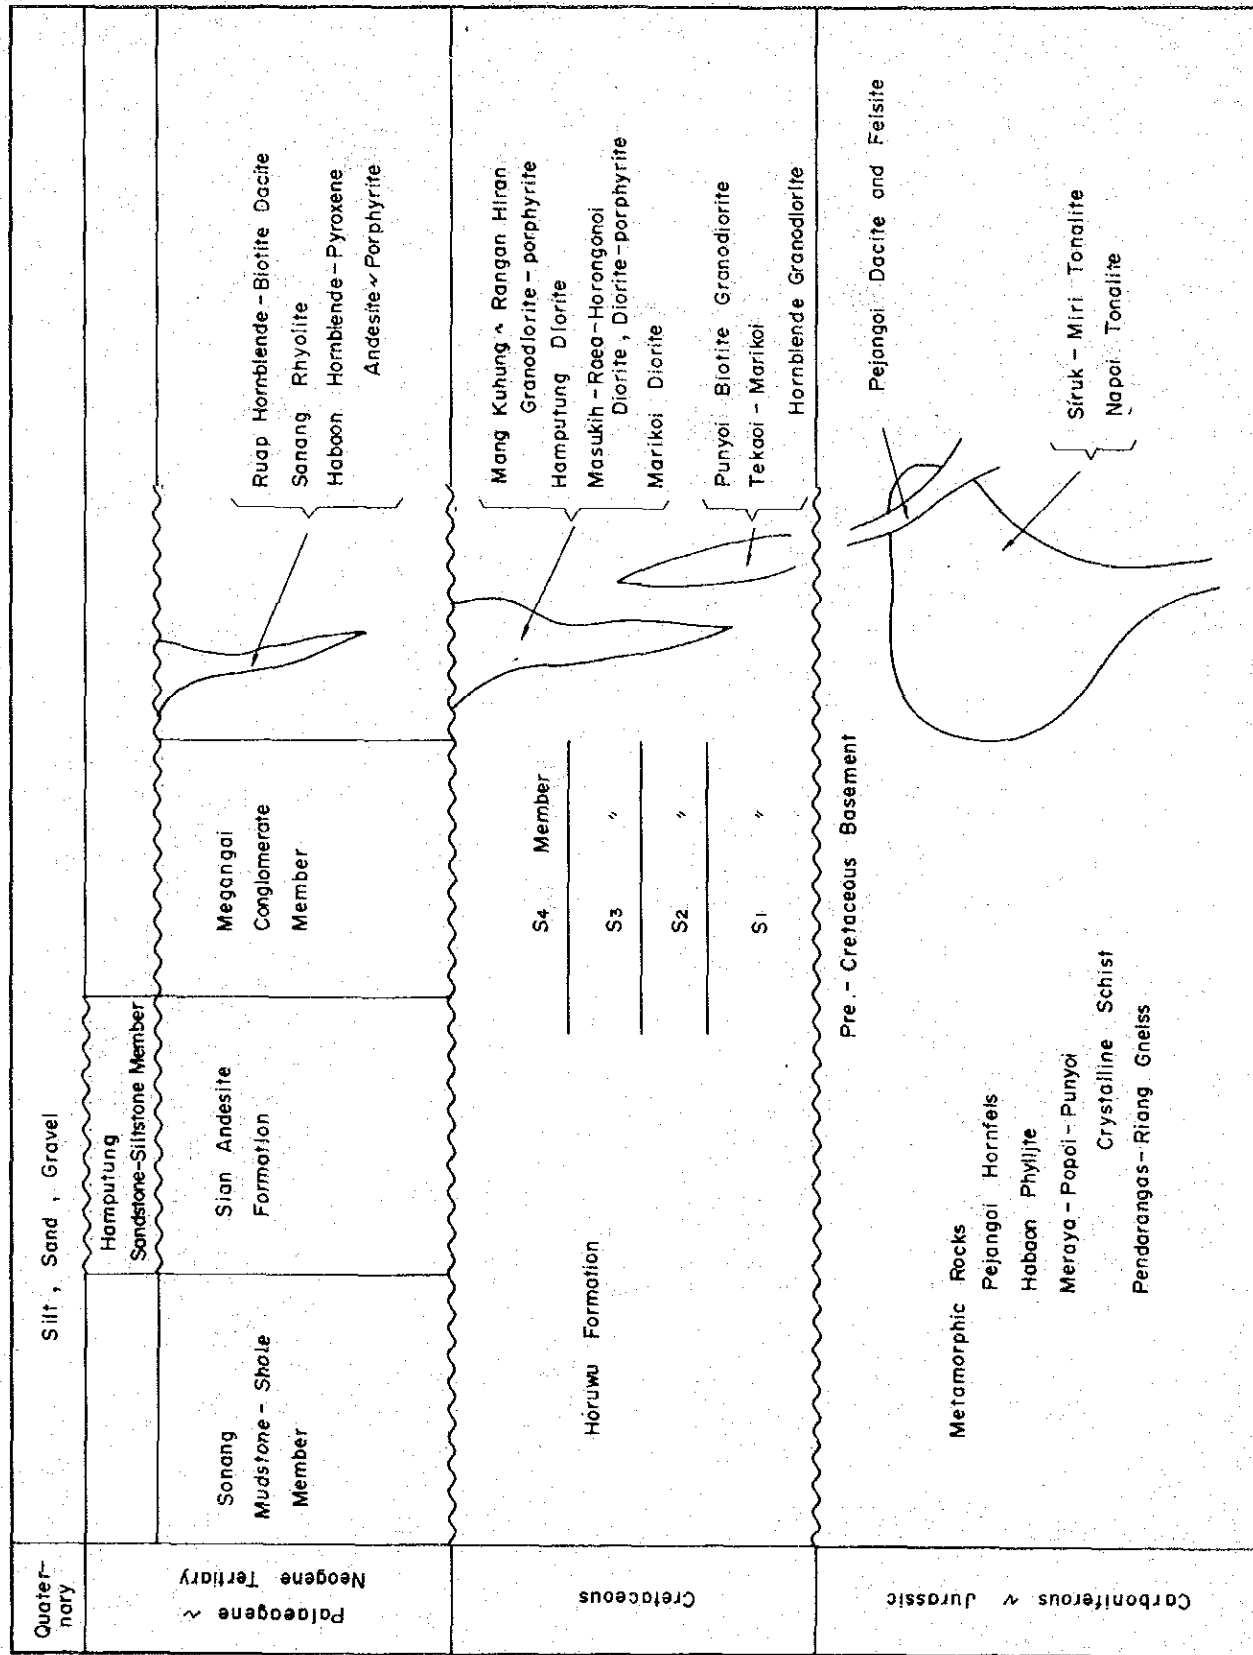 Quater-
nary
Silt, Sand, Gravel
Palaeogene ~
Neogene Tertiary
Hamputung
Sandstone-Siltstone Member
Sonang
Mudstone-Shale
Member
Sian Andesite
Formation
Megangai
Conglomerate
Member
Ruap Hornblende-Biotite Dacite
Sanang Rhyolite
Habaon Hornblende-Pyroxene
Andesite~Porphyrite
Cretaceous
Horuwu Formation
S4 Member
S3 〃
S2 〃
S1 〃
Mang Kuhung ~ Rangan Hiran
Granodiorite-porphyrite
Hamputung Diorite
Masukih-Raea-Horongonoi
Diorite, Diorite-porphyrite
Marikoi Diorite
Punyoi Biotite Granodiorite
Tekaoi-Marikoi
Hornblende Granodiorite
Carboniferous ~ Jurassic
Pre.-Cretaceous Basement
Metamorphic Rocks
Pejangai Hornfels
Habaon Phyllite
Meraya-Popoi-Punyoi
Crystalline Schist
Pendarangas-Riang Gneiss
Pejangai Dacite and Felsite
Siruk-Miri Tonalite
Napoi Tonalite